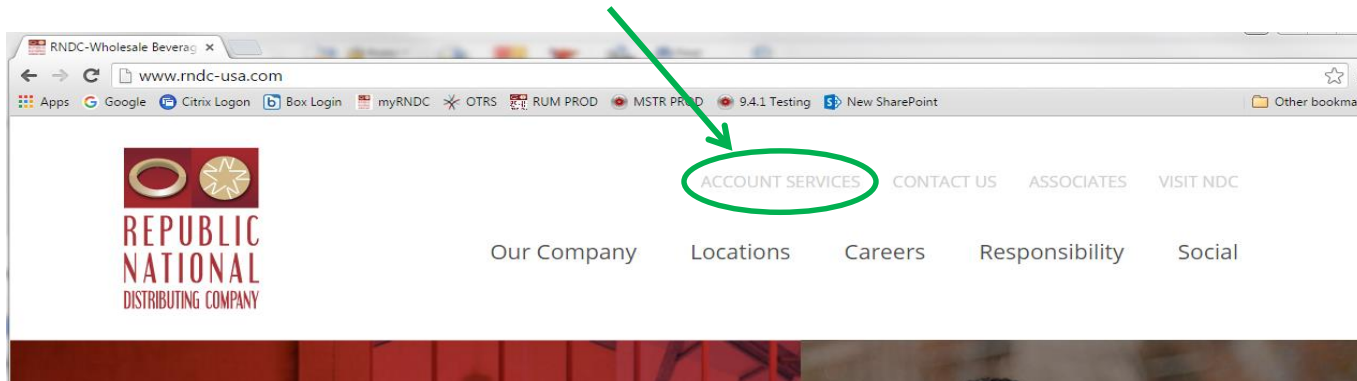 RNDC-Wholesale Beverag
www.rndc-usa.com
Apps Google Citrix Logon Box Login myRNDC OTRS RUM PROD MSTR PROD 9.4.1 Testing New SharePoint Other bookma
ACCOUNT SERVICES CONTACT US ASSOCIATES VISIT NDC
REPUBLIC
NATIONAL
DISTRIBUTING COMPANY
Our Company Locations Careers Responsibility Social